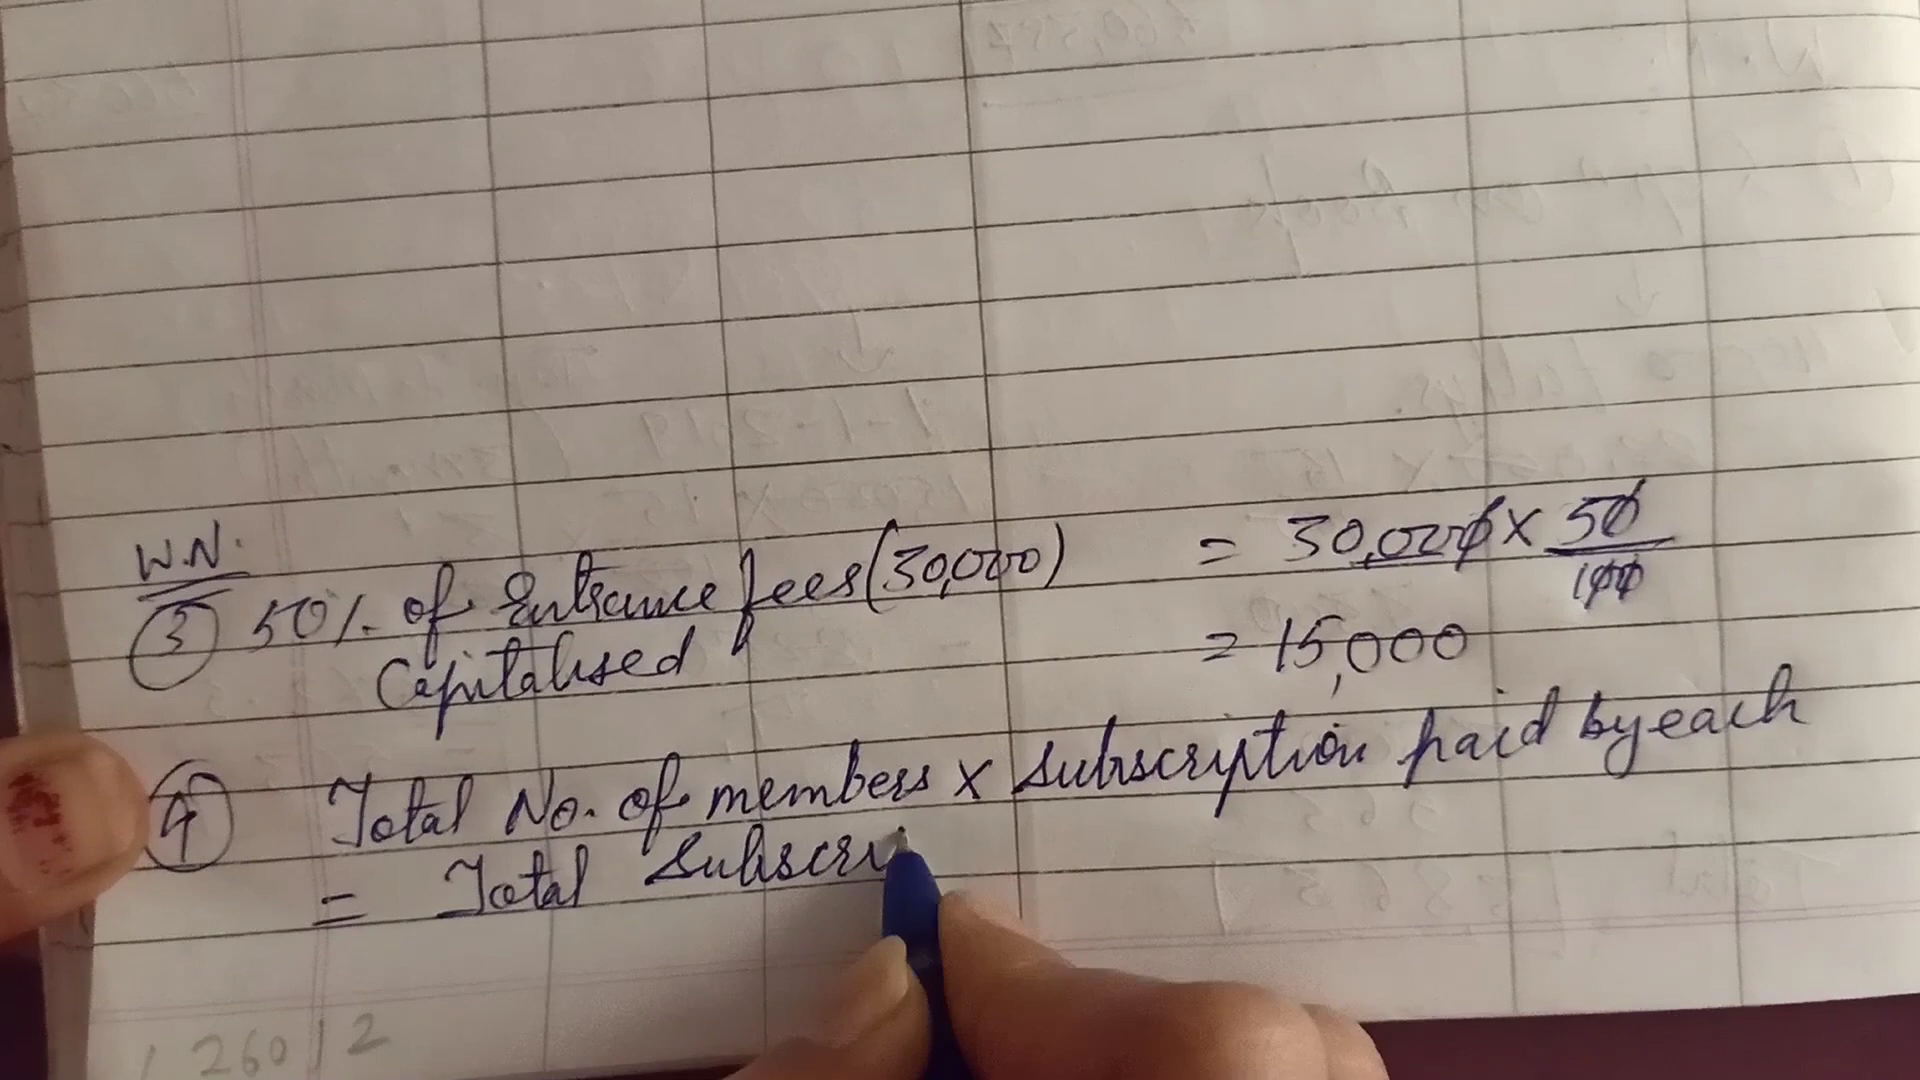 W.N.
③ 50% of Entrance fees (30,000) = 30,000 x 50/100
Capitalised = 15,000
④ Total No. of members x subscription paid by each
= Total Subscri
26012